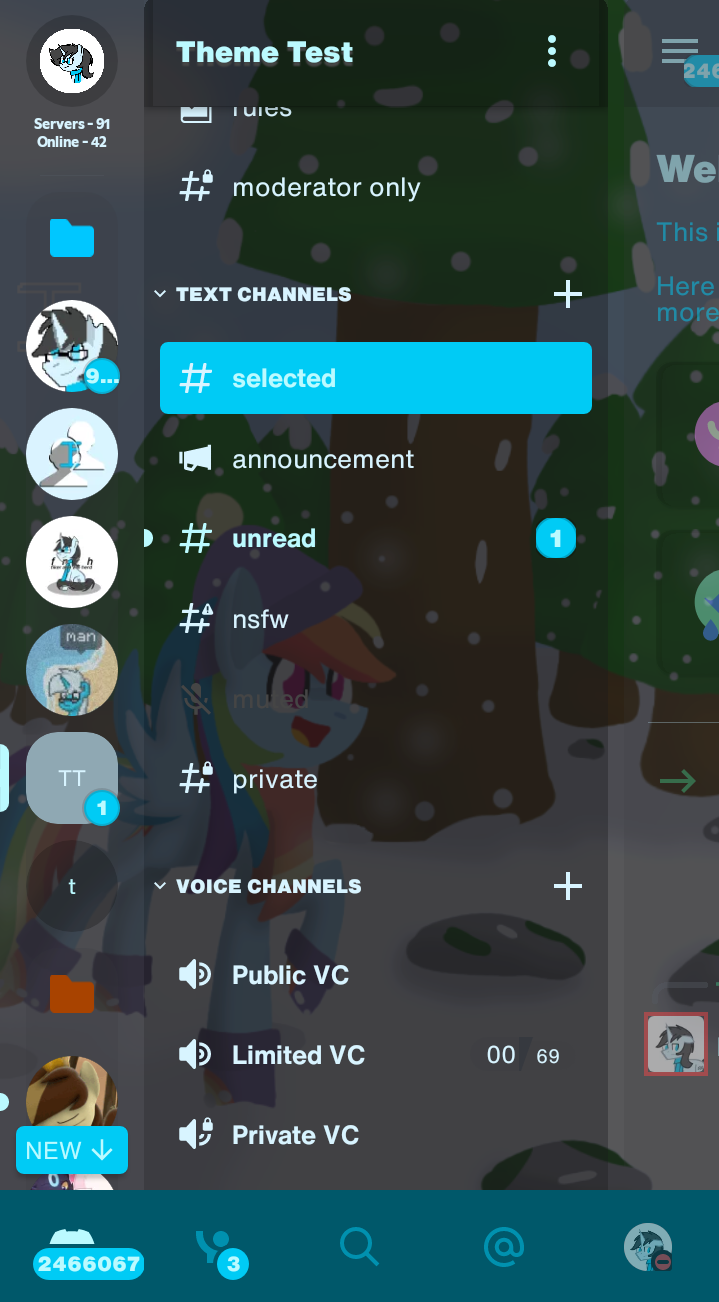 Theme Test
Servers - 91
Online - 42
rules
moderator only
TEXT CHANNELS
selected
announcement
unread
1
nsfw
muted
private
VOICE CHANNELS
Public VC
Limited VC
00
69
Private VC
9...
man
TT
1
t
NEW
2466067
3
246
We
This i
Here
more